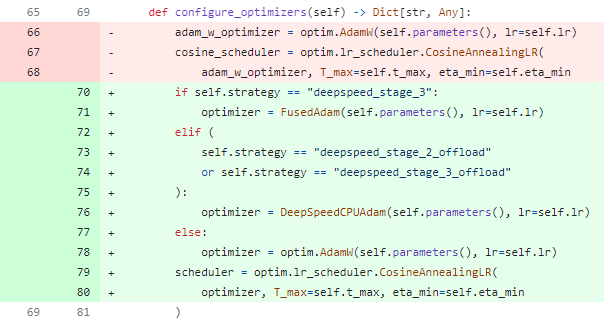 65 69 def configure_optimizers(self) -> Dict[str, Any]:
66 - adam_w_optimizer = optim.AdamW(self.parameters(), lr=self.lr)
67 - cosine_scheduler = optim.lr_scheduler.CosineAnnealingLR(
68 - adam_w_optimizer, T_max=self.t_max, eta_min=self.eta_min
70 + if self.strategy == "deepspeed_stage_3":
71 + optimizer = FusedAdam(self.parameters(), lr=self.lr)
72 + elif (
73 + self.strategy == "deepspeed_stage_2_offload"
74 + or self.strategy == "deepspeed_stage_3_offload"
75 + ):
76 + optimizer = DeepSpeedCPUAdam(self.parameters(), lr=self.lr)
77 + else:
78 + optimizer = optim.AdamW(self.parameters(), lr=self.lr)
79 + scheduler = optim.lr_scheduler.CosineAnnealingLR(
80 + optimizer, T_max=self.t_max, eta_min=self.eta_min
69 81 )